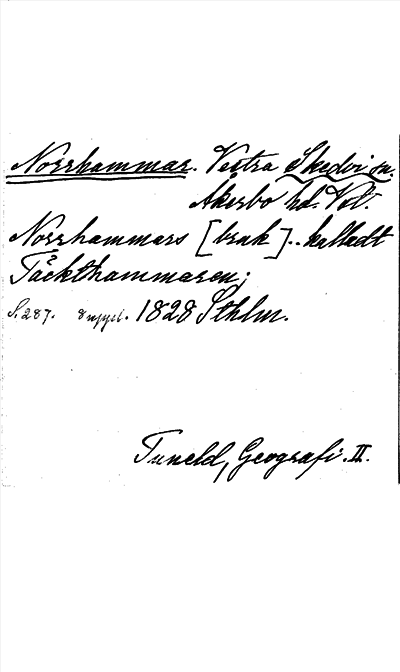 Norrhammar. Vestra Skedvi sn.
Åkerbo hd. Vstl.
Norrhammars [bruk].. kalladt
Täckthammaren;
S. 287. 8 uppl. 1828 Sthlm.
Tuneld, Geografi. II.